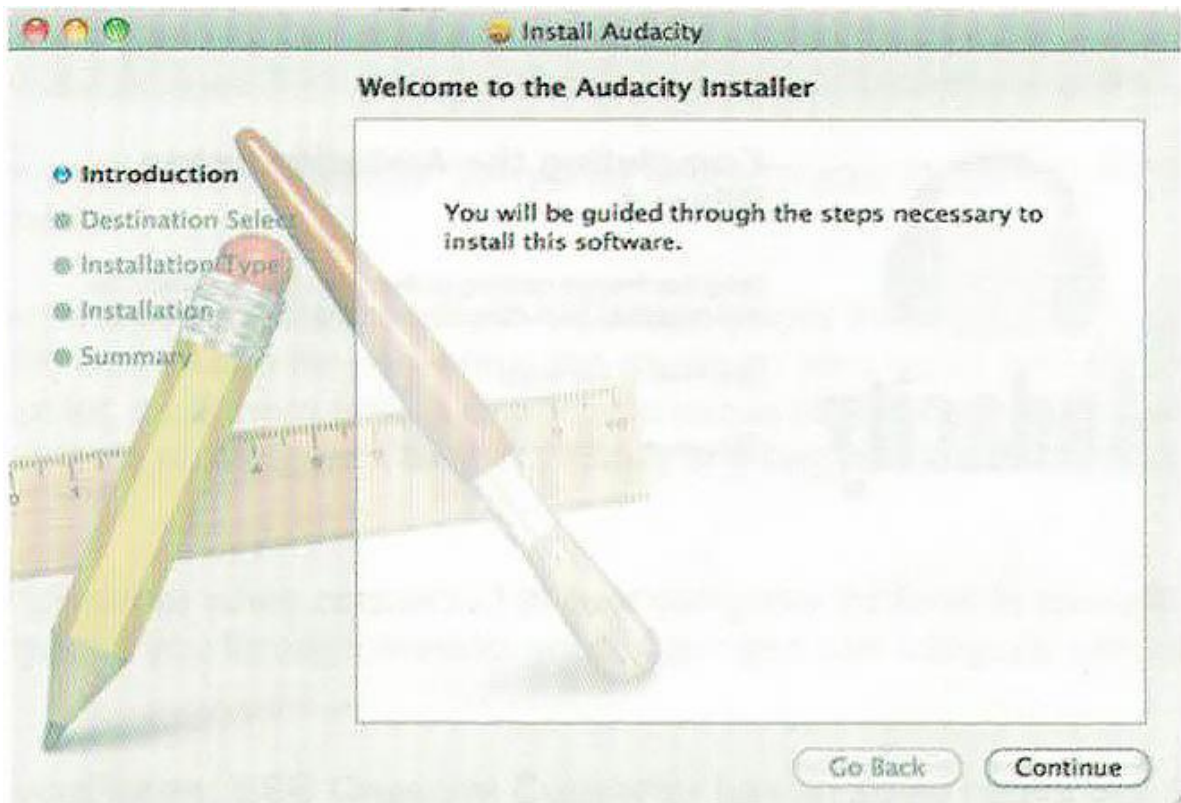 Install Audacity
Welcome to the Audacity Installer
Introduction
Destination Select
Installation Type
Installation
Summary
You will be guided through the steps necessary to
install this software.
Go Back
Continue